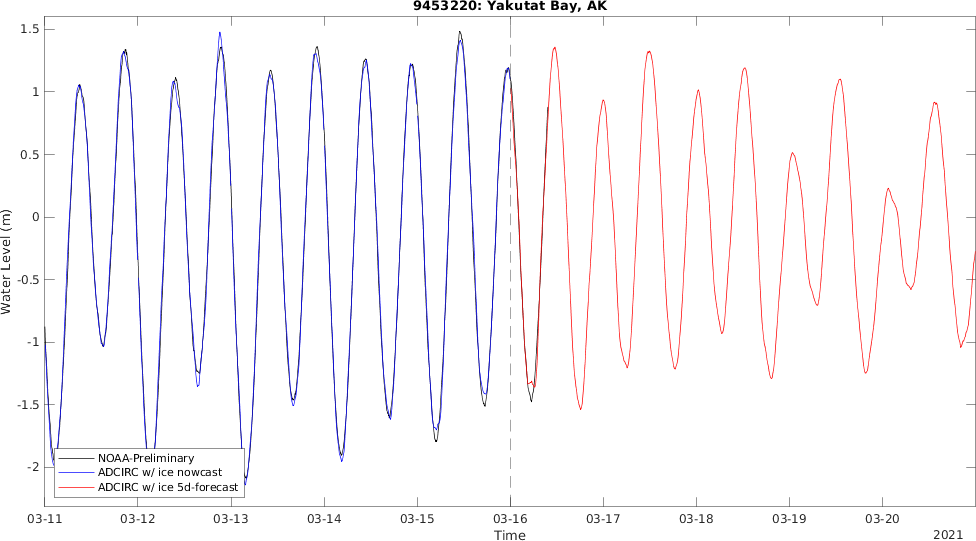 9453220: Yakutat Bay, AK
1.5
1
0.5
0
-0.5
-1
-1.5
-2
Water Level (m)
NOAA-Preliminary
ADCIRC w/ ice nowcast
ADCIRC w/ ice 5d-forecast
03-11 03-12 03-13 03-14 03-15 03-16 03-17 03-18 03-19 03-20
Time
2021